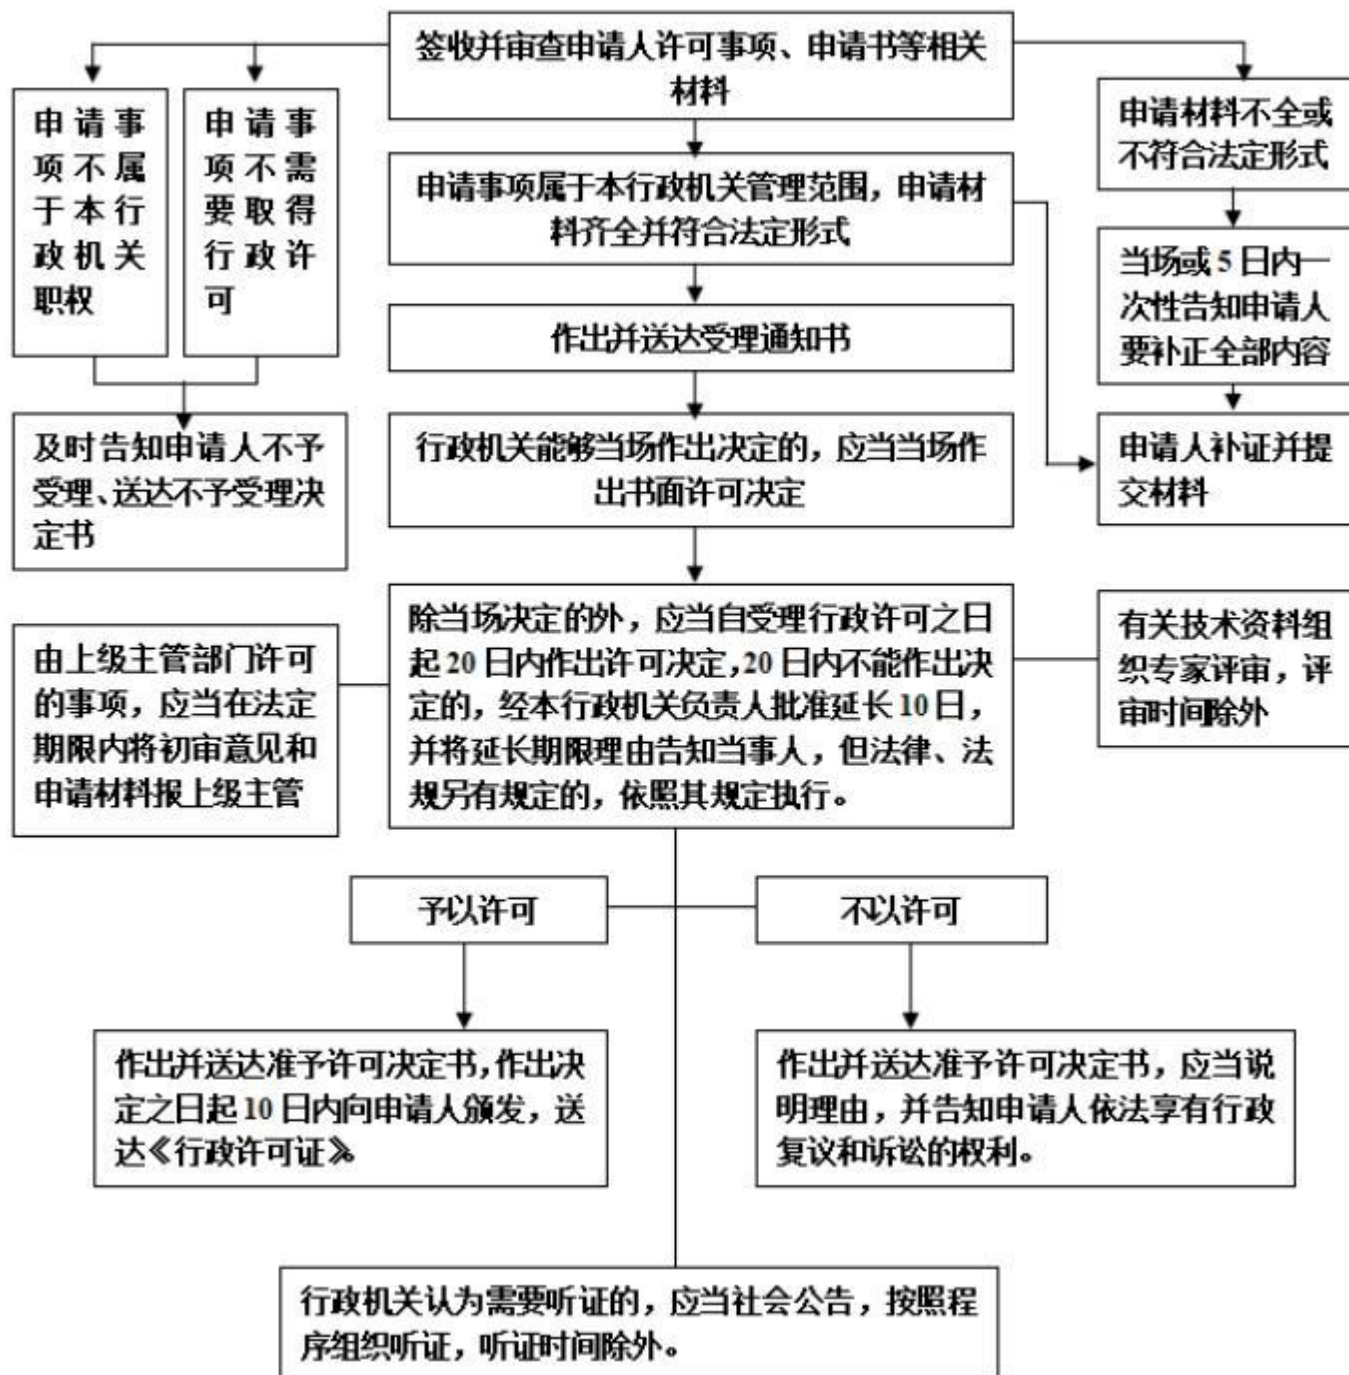 签收并审查申请人许可事项、申请书等相关
材料
申请事
项不属
于本行
政机关
职权
申请事
项不需
要取得
行政许
可
申请材料不全或
不符合法定形式
申请事项属于本行政机关管理范围，申请材
料齐全并符合法定形式
当场或 5 日内一
次性告知申请人
要补正全部内容
作出并送达受理通知书
及时告知申请人不予
受理、送达不予受理决
定书
行政机关能够当场作出决定的，应当当场作
出书面许可决定
申请人补证并提
交材料
由上级主管部门许可
的事项，应当在法定
期限内将初审意见和
申请材料报上级主管
除当场决定的外，应当自受理行政许可之日
起 20 日内作出许可决定，20 日内不能作出决
定的，经本行政机关负责人批准延长 10 日，
并将延长期限理由告知当事人，但法律、法
规另有规定的，依照其规定执行。
有关技术资料组
织专家评审，评
审时间除外
予以许可
不以许可
作出并送达准予许可决定书，作出决
定之日起 10 日内向申请人颁发，送
达《行政许可证》。
作出并送达准予许可决定书，应当说
明理由，并告知申请人依法享有行政
复议和诉讼的权利。
行政机关认为需要听证的，应当社会公告，按照程
序组织听证，听证时间除外。